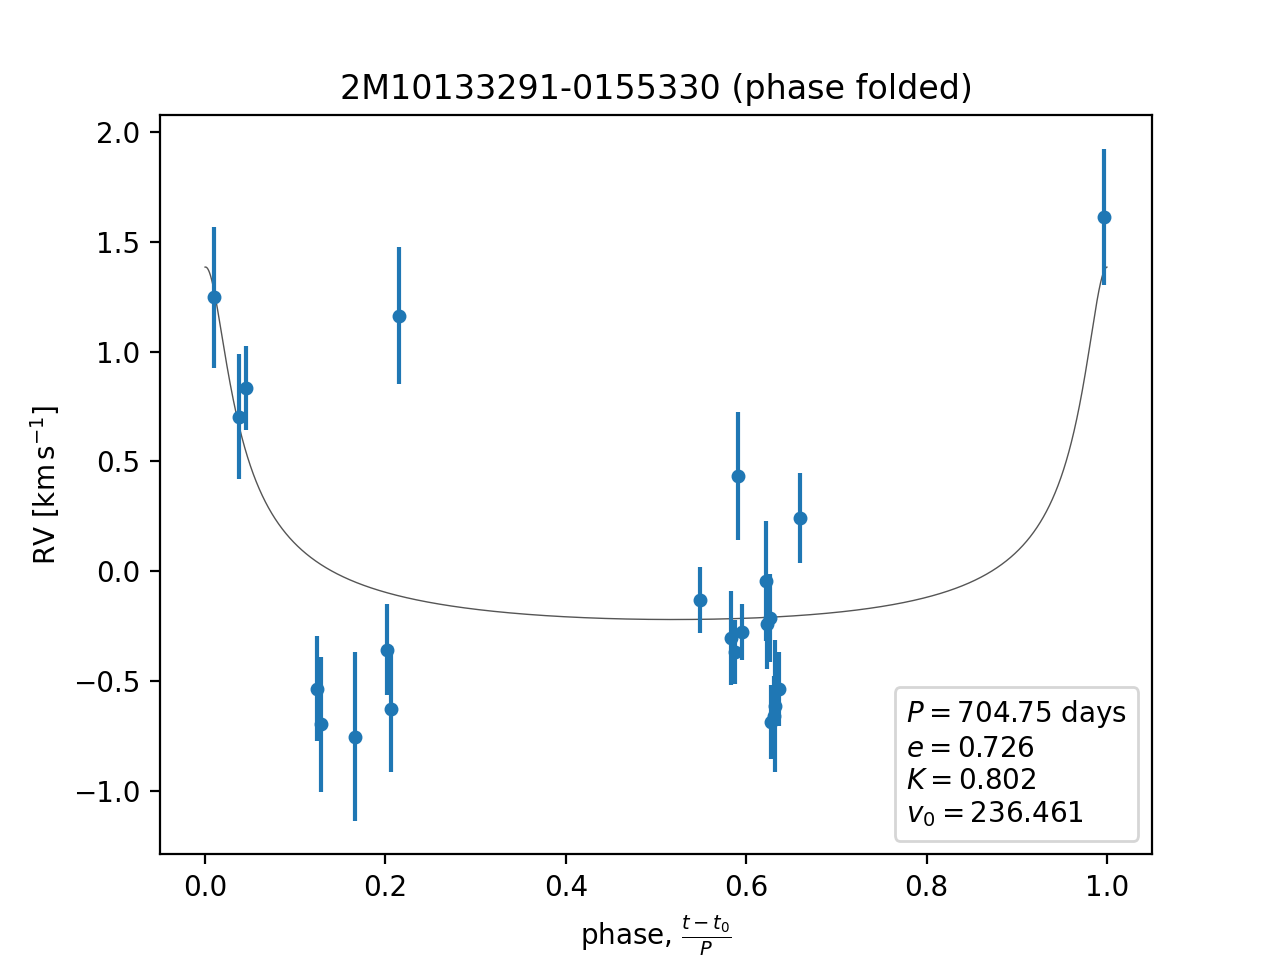 2M10133291-0155330 (phase folded)
RV [km s⁻¹]
2.0
1.5
1.0
0.5
0.0
−0.5
−1.0
P = 704.75 days
e = 0.726
K = 0.802
v₀ = 236.461
0.0 0.2 0.4 0.6 0.8 1.0
phase, (t − t₀)/P